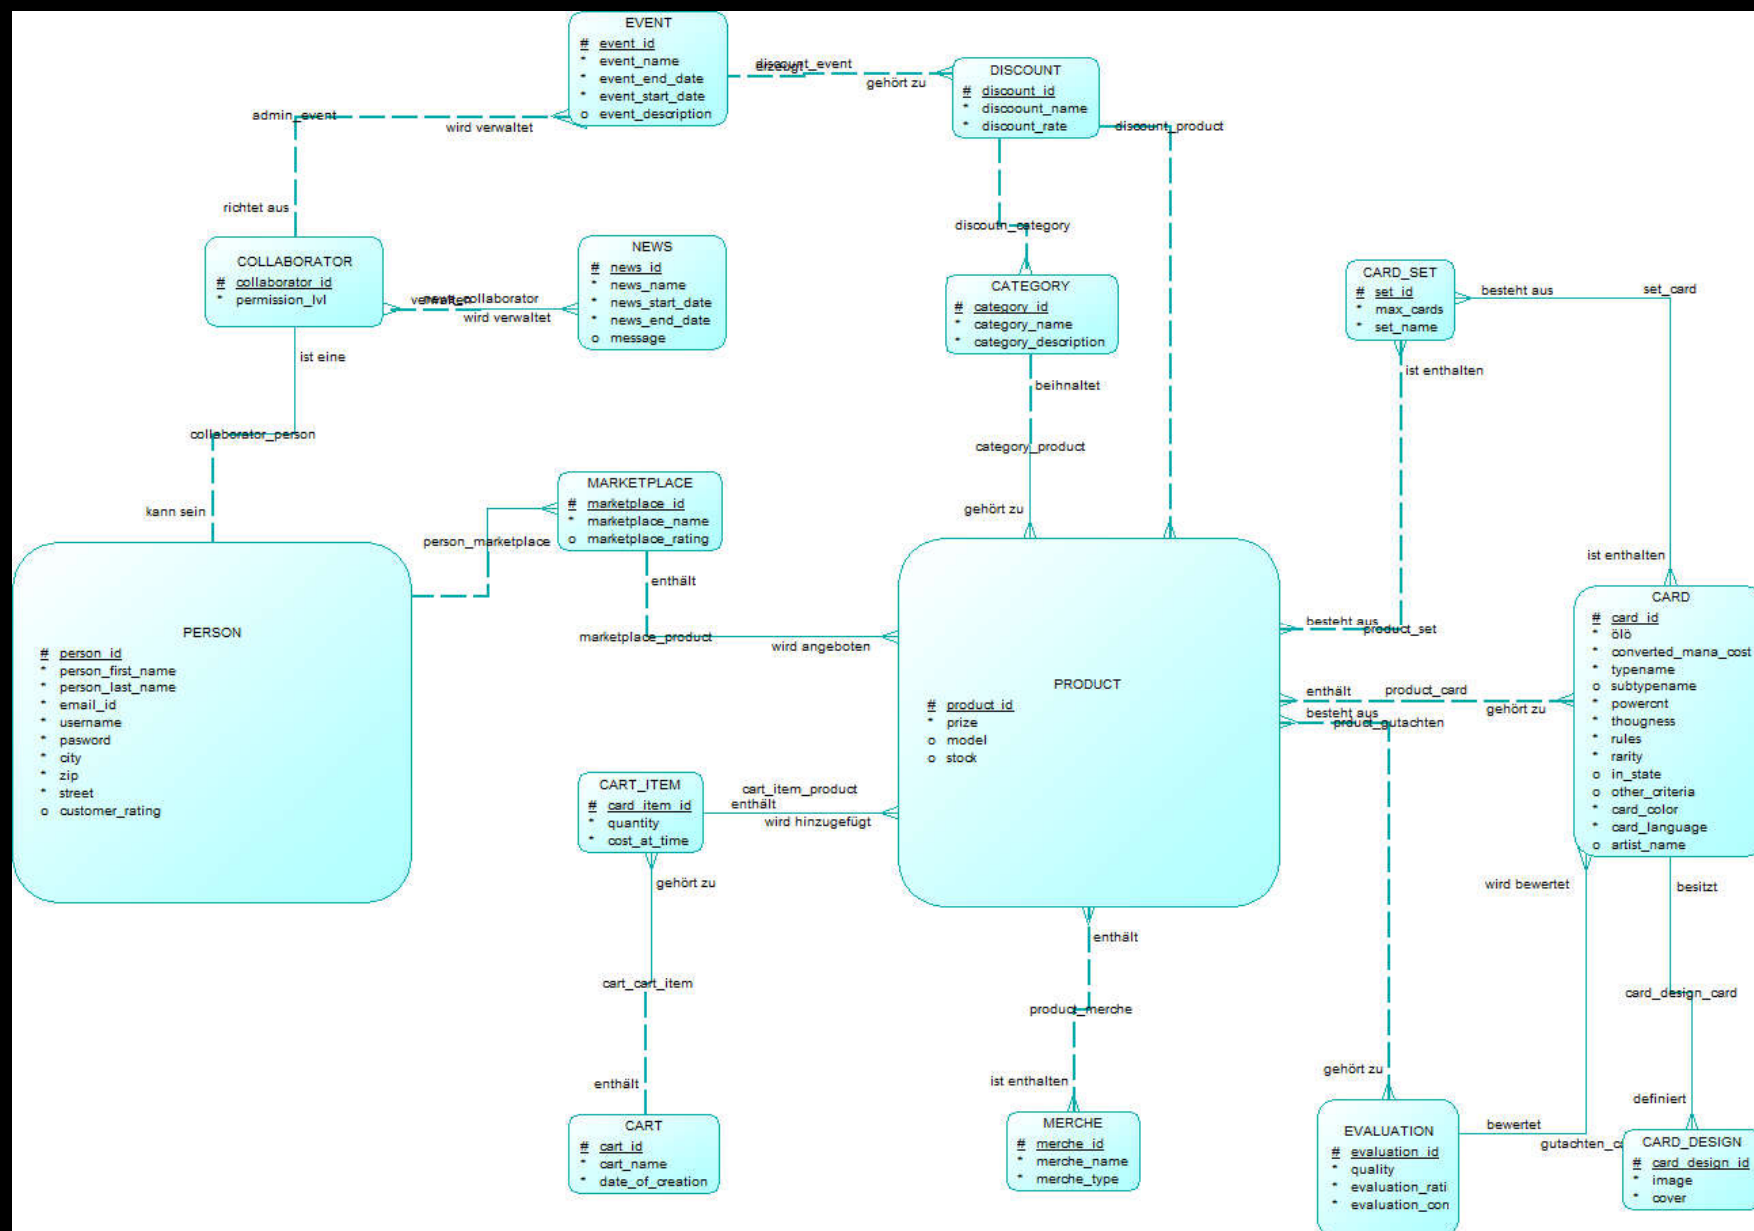 EVENT
# event_id
* event_name
* event_end_date
* event_start_date
o event_description
discount_event
erzeugt
gehört zu
DISCOUNT
# discount_id
* discoount_name
* discount_rate
admin_event
wird verwaltet
discount_product
richtet aus
discoutn_category
COLLABORATOR
# collaborator_id
* permission_lvl
verwalten
news_collaborator
wird verwaltet
NEWS
# news_id
* news_name
* news_start_date
* news_end_date
o message
CATEGORY
# category_id
* category_name
* category_description
CARD_SET
# set_id
* max_cards
* set_name
besteht aus
set_card
ist eine
beihnaltet
ist enthalten
collaborator_person
category_product
kann sein
MARKETPLACE
# marketplace_id
* marketplace_name
o marketplace_rating
gehört zu
person_marketplace
enthält
ist enthalten
marketplace_product
wird angeboten
besteht aus
product_set
PERSON
# person_id
* person_first_name
* person_last_name
* email_id
* username
* pasword
* city
* zip
* street
o customer_rating
PRODUCT
# product_id
* prize
o model
o stock
enthält
product_card
gehört zu
besteht aus
prduct_gutachten
CARD
# card_id
* ölö
* converted_mana_cost
* typename
o subtypename
* powercnt
* thougness
* rules
* rarity
o in_state
o other_criteria
* card_color
* card_language
o artist_name
CART_ITEM
# card_item_id
* quantity
* cost_at_time
cart_item_product
enthält
wird hinzugefügt
gehört zu
wird bewertet
besitzt
enthält
cart_cart_item
product_merche
card_design_card
enthält
ist enthalten
gehört zu
definiert
CART
# cart_id
* cart_name
* date_of_creation
MERCHE
# merche_id
* merche_name
* merche_type
EVALUATION
# evaluation_id
* quality
* evaluation_rati
* evaluation_con
bewertet
gutachten_ca
CARD_DESIGN
# card_design_id
* image
* cover